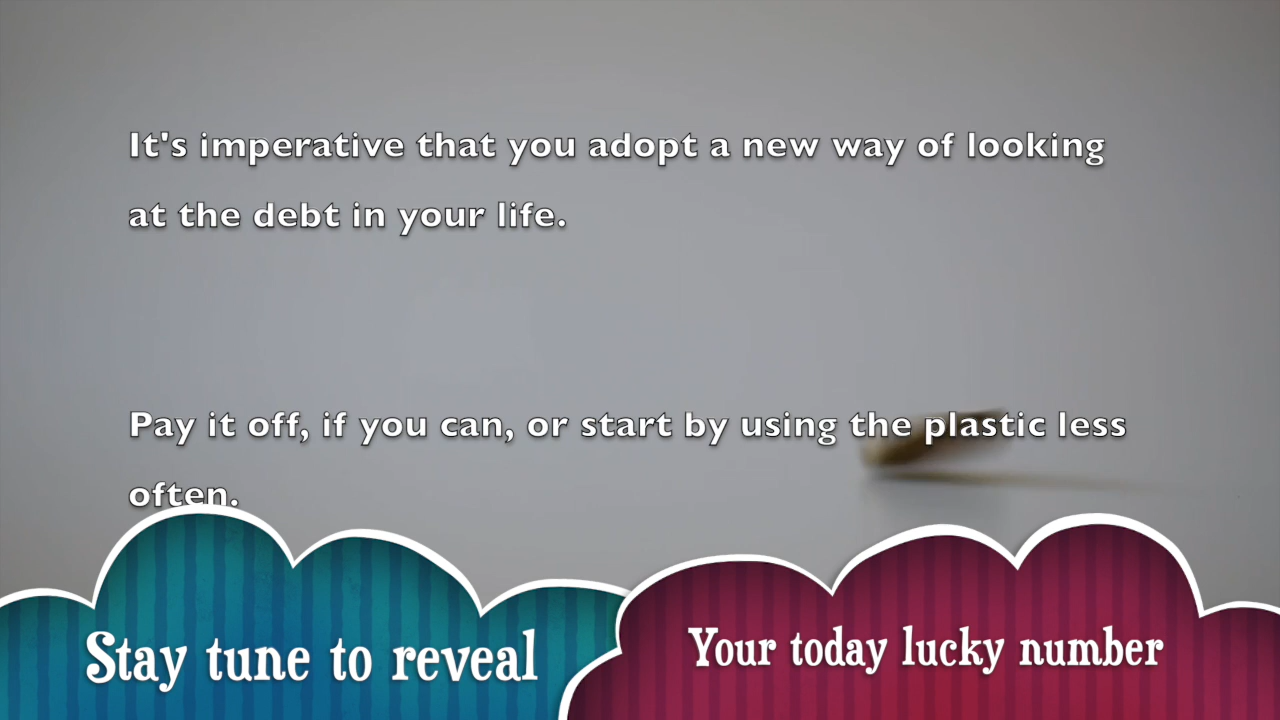 It's imperative that you adopt a new way of looking
at the debt in your life.
Pay it off, if you can, or start by using the plastic less
often.
Stay tune to reveal
Your today lucky number